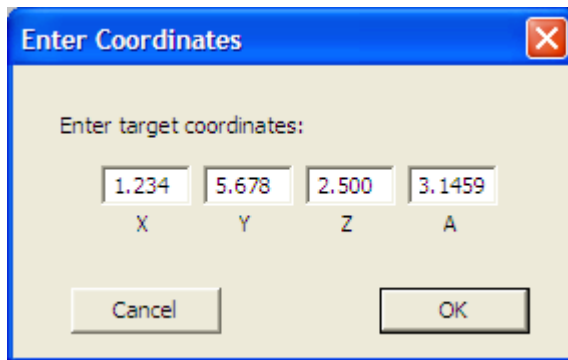 Enter Coordinates
Enter target coordinates:
1.234 5.678 2.500 3.1459
X Y Z A
Cancel OK